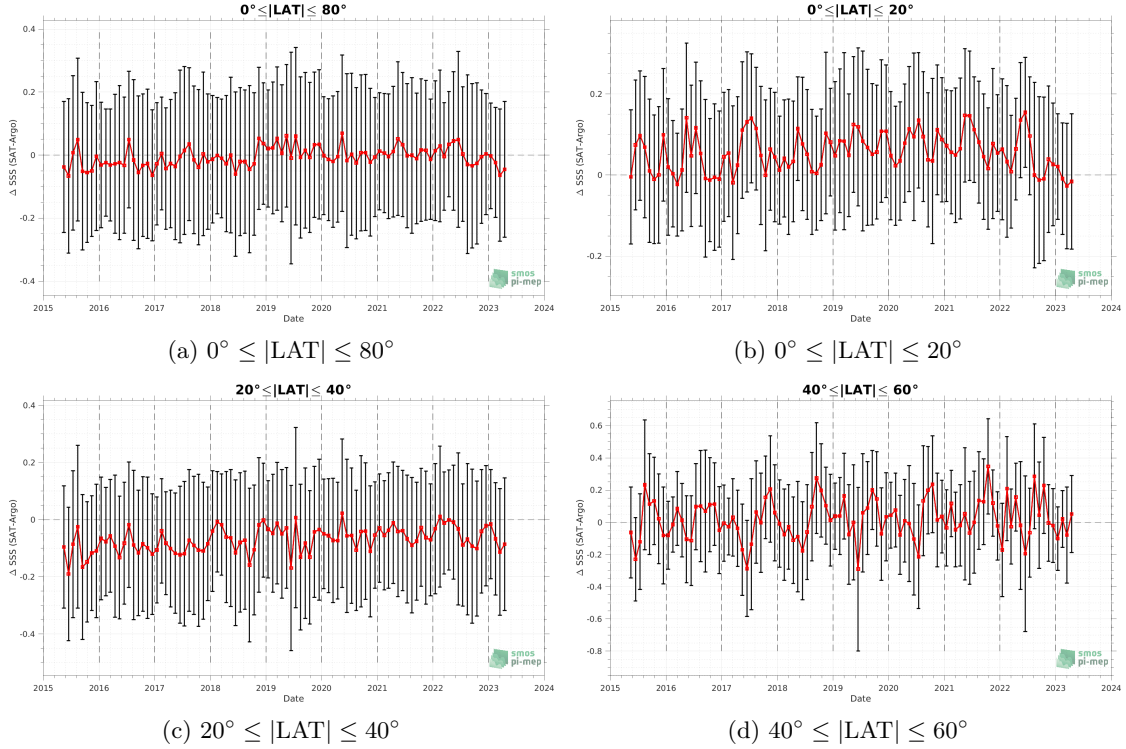 0°≤|LAT|≤ 80°
Δ SSS (SAT-Argo)
0.4
0.2
0
-0.2
-0.4
2015 2016 2017 2018 2019 2020 2021 2022 2023 2024
Date
smos
pi-mep
(a) 0° ≤ |LAT| ≤ 80°
0°≤|LAT|≤ 20°
Δ SSS (SAT-Argo)
0.2
0
-0.2
2015 2016 2017 2018 2019 2020 2021 2022 2023 2024
Date
smos
pi-mep
(b) 0° ≤ |LAT| ≤ 20°
20°≤|LAT|≤ 40°
Δ SSS (SAT-Argo)
0.2
0
-0.2
-0.4
2015 2016 2017 2018 2019 2020 2021 2022 2023 2024
Date
smos
pi-mep
(c) 20° ≤ |LAT| ≤ 40°
40°≤|LAT|≤ 60°
Δ SSS (SAT-Argo)
0.6
0.4
0.2
0
-0.2
-0.4
-0.6
-0.8
2015 2016 2017 2018 2019 2020 2021 2022 2023 2024
Date
smos
pi-mep
(d) 40° ≤ |LAT| ≤ 60°